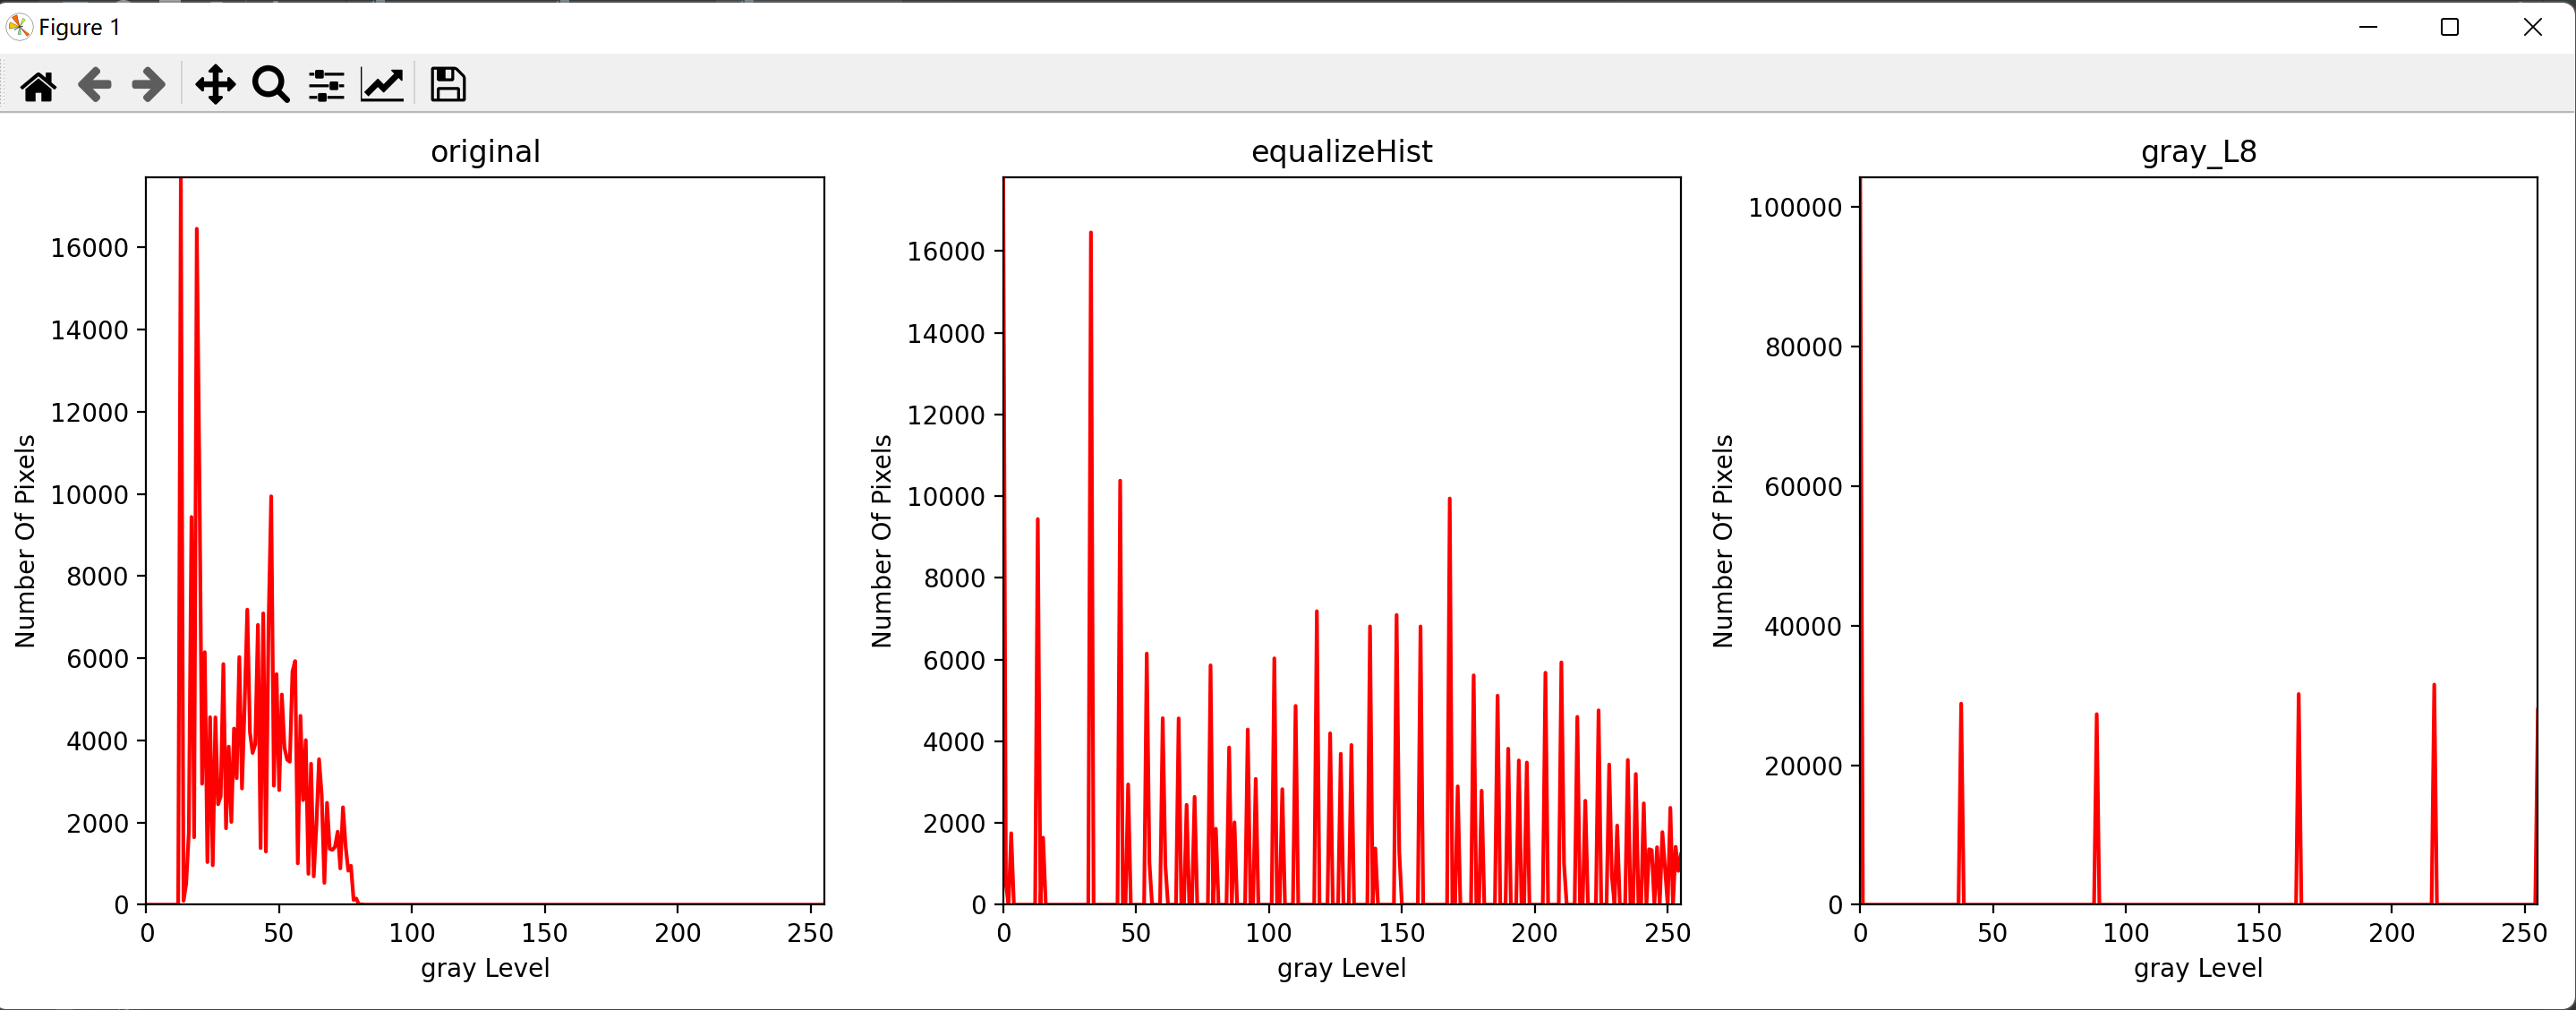 Figure 1
original
16000
14000
12000
10000
8000
6000
4000
2000
0
Number Of Pixels
0 50 100 150 200 250
gray Level
equalizeHist
16000
14000
12000
10000
8000
6000
4000
2000
0
Number Of Pixels
0 50 100 150 200 250
gray Level
gray_L8
100000
80000
60000
40000
20000
0
Number Of Pixels
0 50 100 150 200 250
gray Level